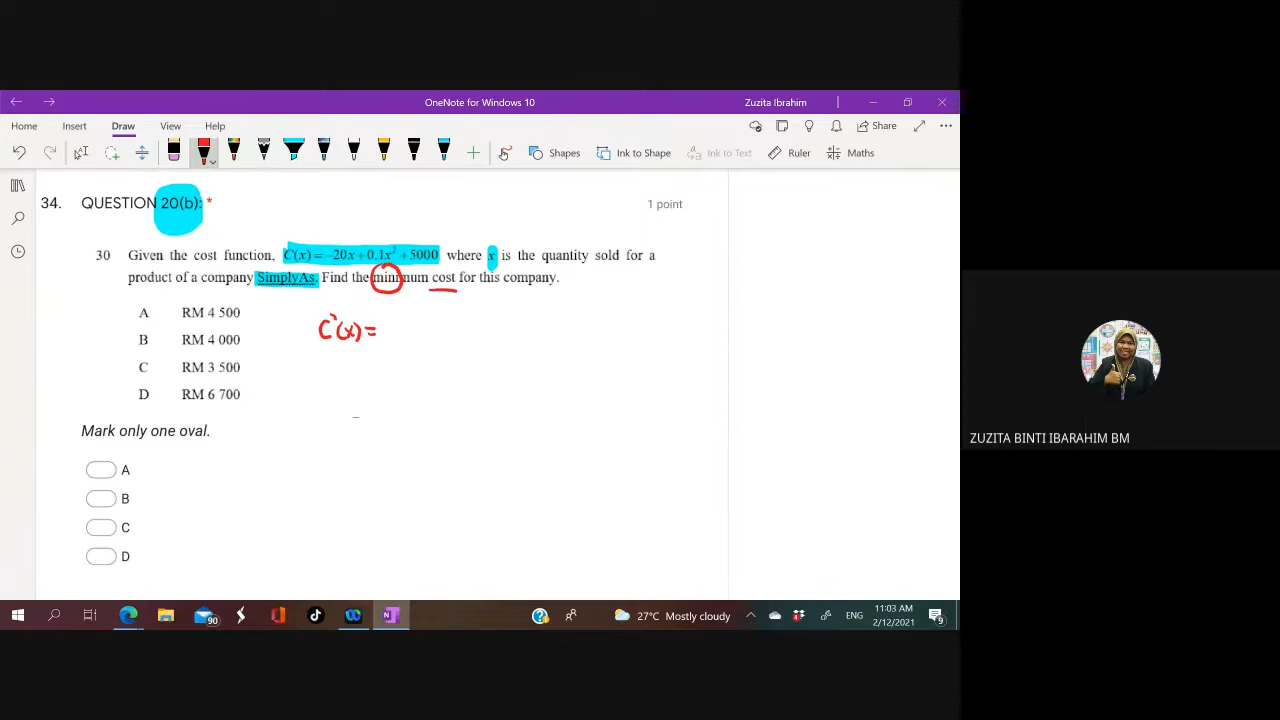 OneNote for Windows 10
Zuzita Ibrahim
Home Insert Draw View Help
Share
Shapes
Ink to Shape
Ink to Text
Ruler
Maths
34. QUESTION 20(b): *
1 point
30 Given the cost function, C(x) = −20x + 0.1x² + 5000 where x is the quantity sold for a
product of a company SimplyAs. Find the minimum cost for this company.
A RM 4 500
B RM 4 000
C RM 3 500
D RM 6 700
C'(x) =
Mark only one oval.
A
B
C
D
ZUZITA BINTI IBARAHIM BM
90
27°C Mostly cloudy
4
ENG
11:03 AM
2/12/2021
9